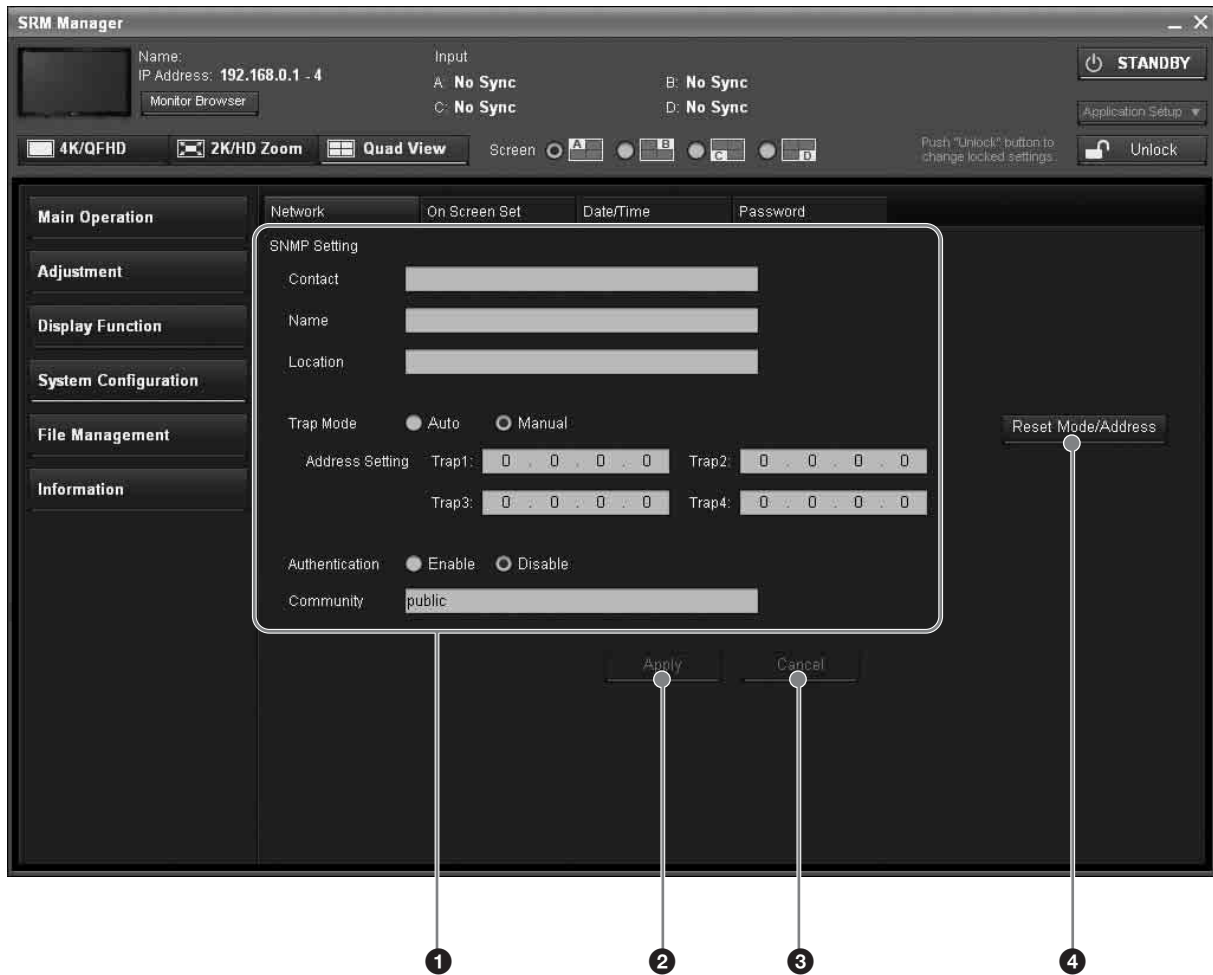 SRM Manager
Name:
IP Address: 192.168.0.1 - 4
Monitor Browser
Input
A: No Sync
B: No Sync
C: No Sync
D: No Sync
STANDBY
Application Setup
4K/QFHD
2K/HD Zoom
Quad View
Screen
A
B
C
D
Push "Unlock" button to
change locked settings.
Unlock
Main Operation
Adjustment
Display Function
System Configuration
File Management
Information
Network
On Screen Set
Date/Time
Password
SNMP Setting
Contact
Name
Location
Trap Mode
Auto
Manual
Address Setting
Trap1: 0 . 0 . 0 . 0
Trap2: 0 . 0 . 0 . 0
Trap3: 0 . 0 . 0 . 0
Trap4: 0 . 0 . 0 . 0
Authentication
Enable
Disable
Community
public
Reset Mode/Address
Apply
Cancel
1
2
3
4